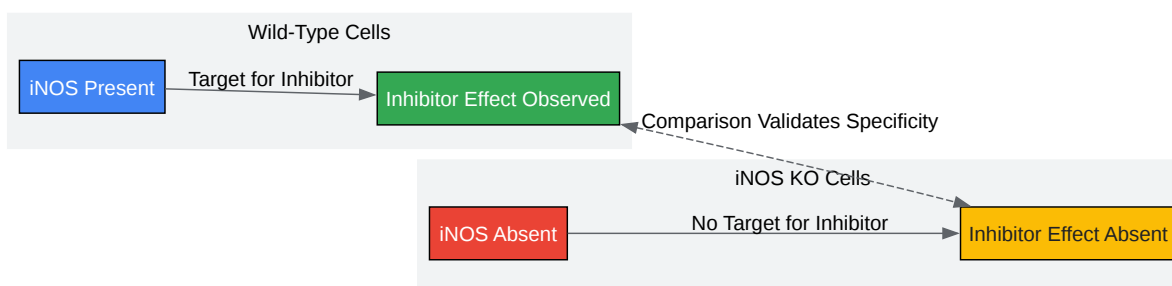 Wild-Type Cells
iNOS Present
Target for Inhibitor
Inhibitor Effect Observed
Comparison Validates Specificity
iNOS KO Cells
iNOS Absent
No Target for Inhibitor
Inhibitor Effect Absent